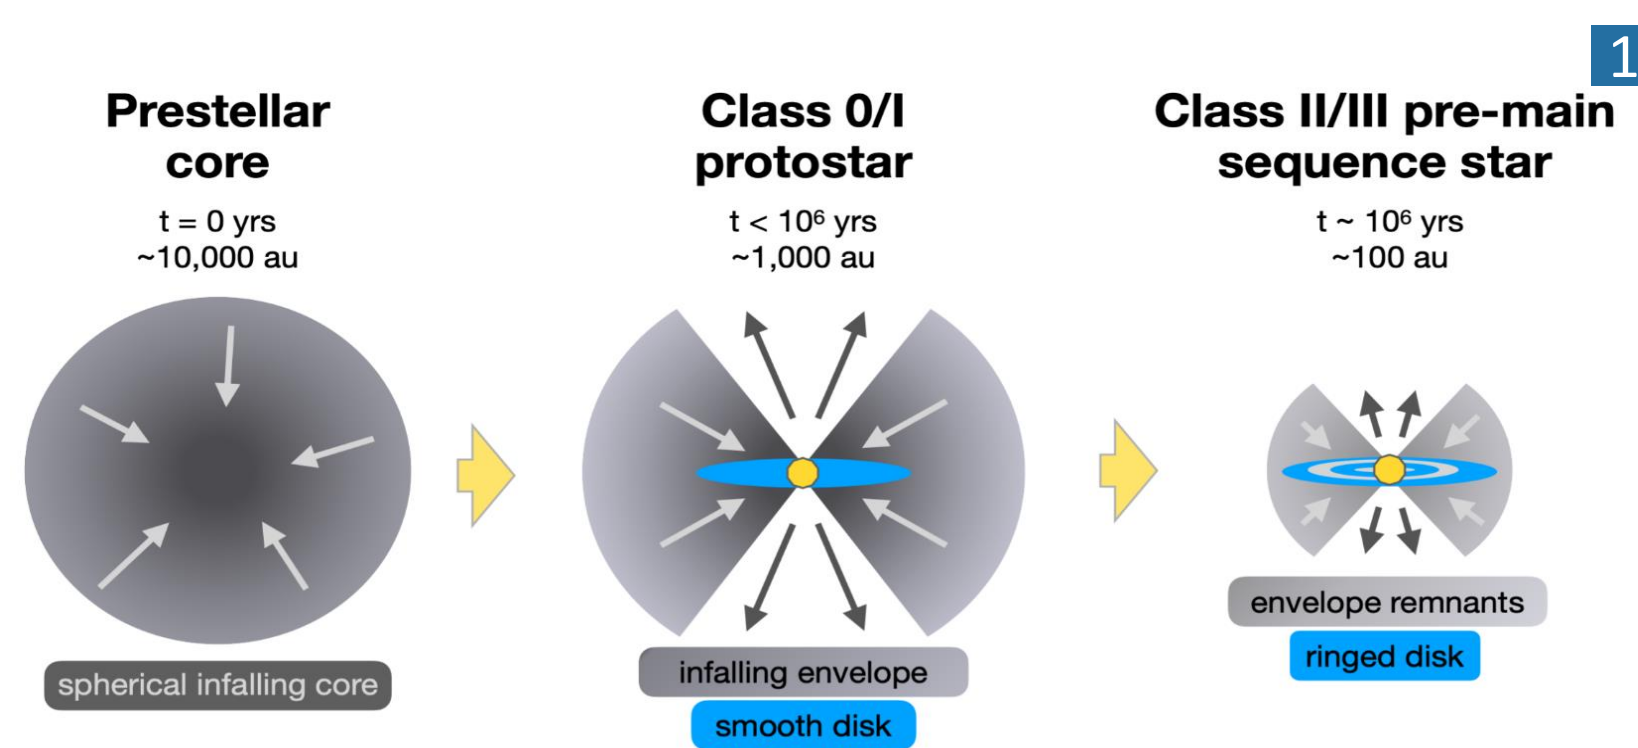 1
Prestellar
core
t = 0 yrs
~10,000 au
spherical infalling core
Class 0/I
protostar
t < 10⁶ yrs
~1,000 au
infalling envelope
smooth disk
Class II/III pre-main
sequence star
t ~ 10⁶ yrs
~100 au
envelope remnants
ringed disk